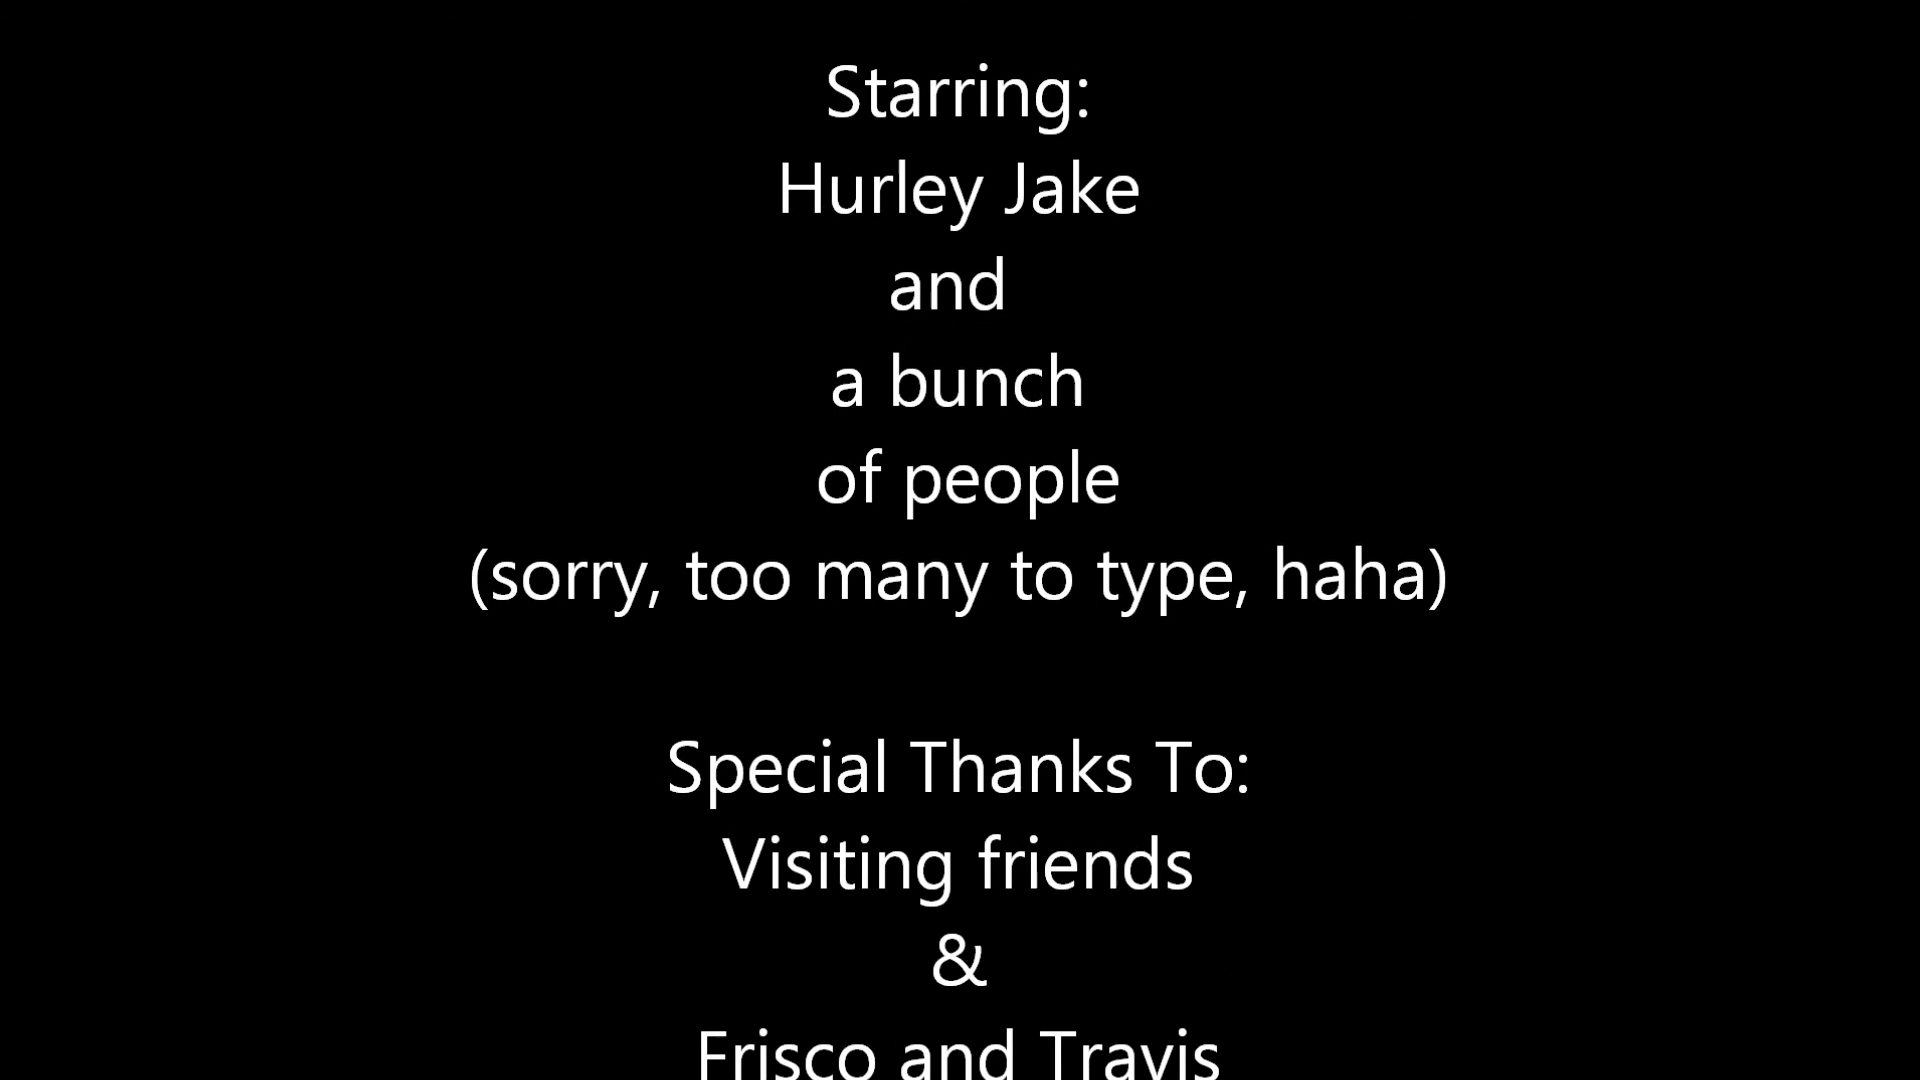 Starring:
Hurley Jake
and
a bunch
of people
(sorry, too many to type, haha)
Special Thanks To:
Visiting friends
&
Frisco and Travis